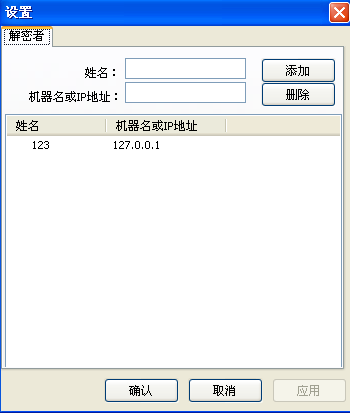 设置
解密者
姓名：
添加
机器名或IP地址：
删除
姓名 机器名或IP地址
123 127.0.0.1
确认 取消 应用